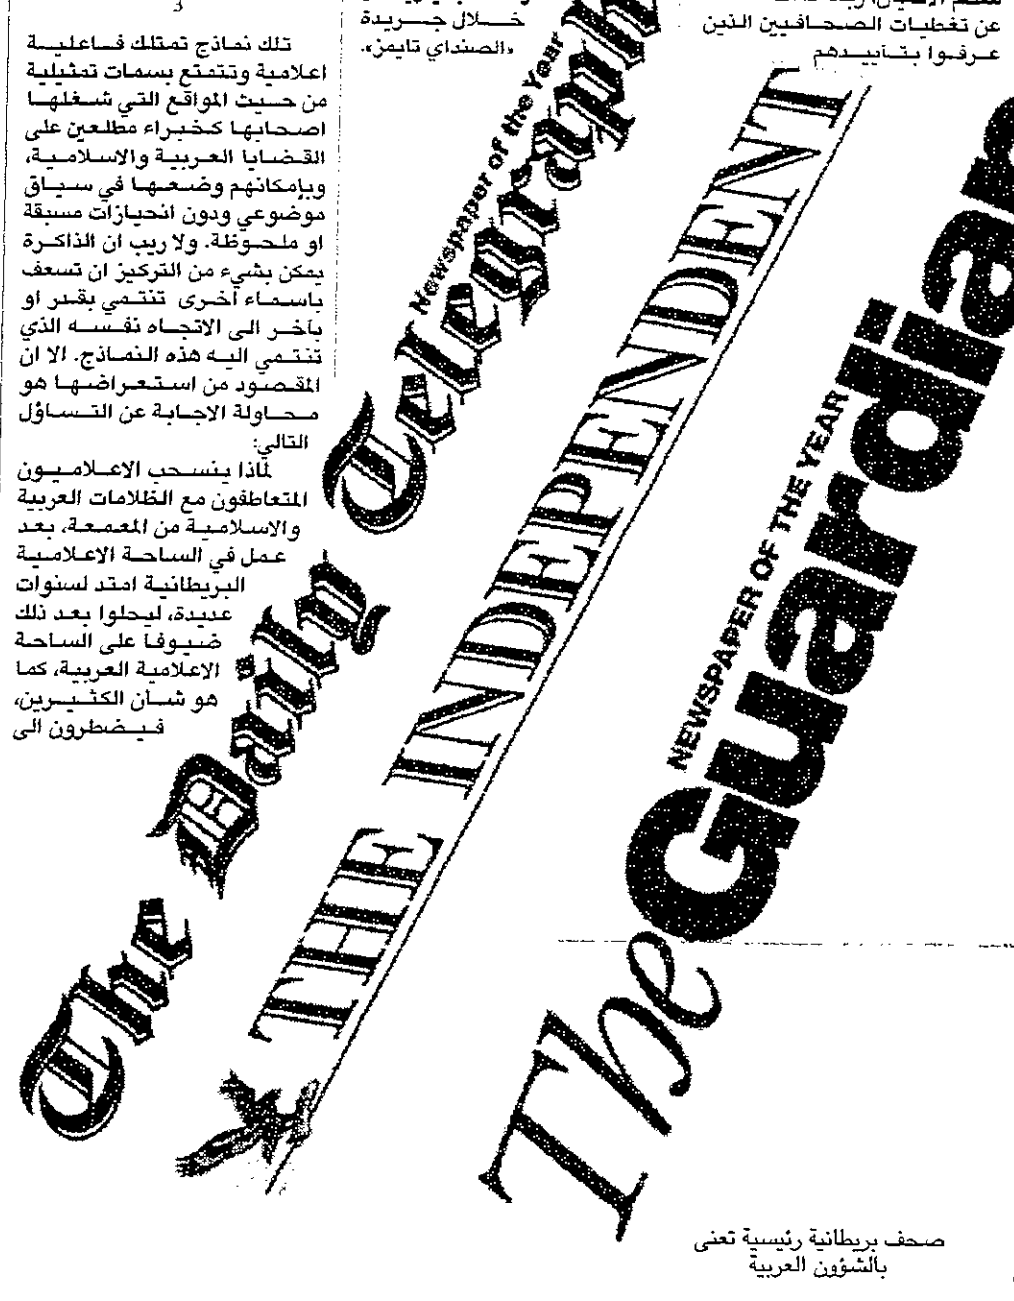 عن تغطيات الصحافيين الذين
عرفوا بتأييدهم
خلال جريدة
«الصنداي تايمز».
3
تلك نماذج تمتلك فاعلية
اعلامية وتتمتع بسمات تمثيلية
من حيث المواقع التي شغلها
اصحابها كخبراء مطلعين على
القضايا العربية والاسلامية،
وبإمكانهم وضعها في سياق
موضوعي ودون انحيازات مسبقة
او ملحوظة. ولا ريب ان الذاكرة
يمكن بشيء من التركيز ان تسعف
باسماء أخرى تنتمي بقدر او
بآخر الى الاتجاه نفسه الذي
تنتمي اليه هذه النماذج. الا ان
المقصود من استعراضها هو
محاولة الاجابة عن التساؤل
التالي:
لماذا ينسحب الاعلاميون
المتعاطفون مع الظلامات العربية
والاسلامية من المعمعة، بعد
عمل في الساحة الاعلامية
البريطانية امتد لسنوات
عديدة، ليحلوا بعد ذلك
ضيوفاً على الساحة
الاعلامية العربية، كما
هو شأن الكثيرين،
فيضطرون الى
The Daily Telegraph
Newspaper of the Year
THE INDEPENDENT
The Guardian
NEWSPAPER OF THE YEAR
صحف بريطانية رئيسية تعنى
بالشؤون العربية